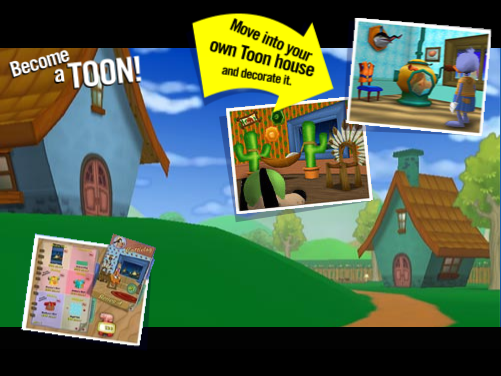 Become
a TOON!
Move into your
own Toon house
and decorate it.